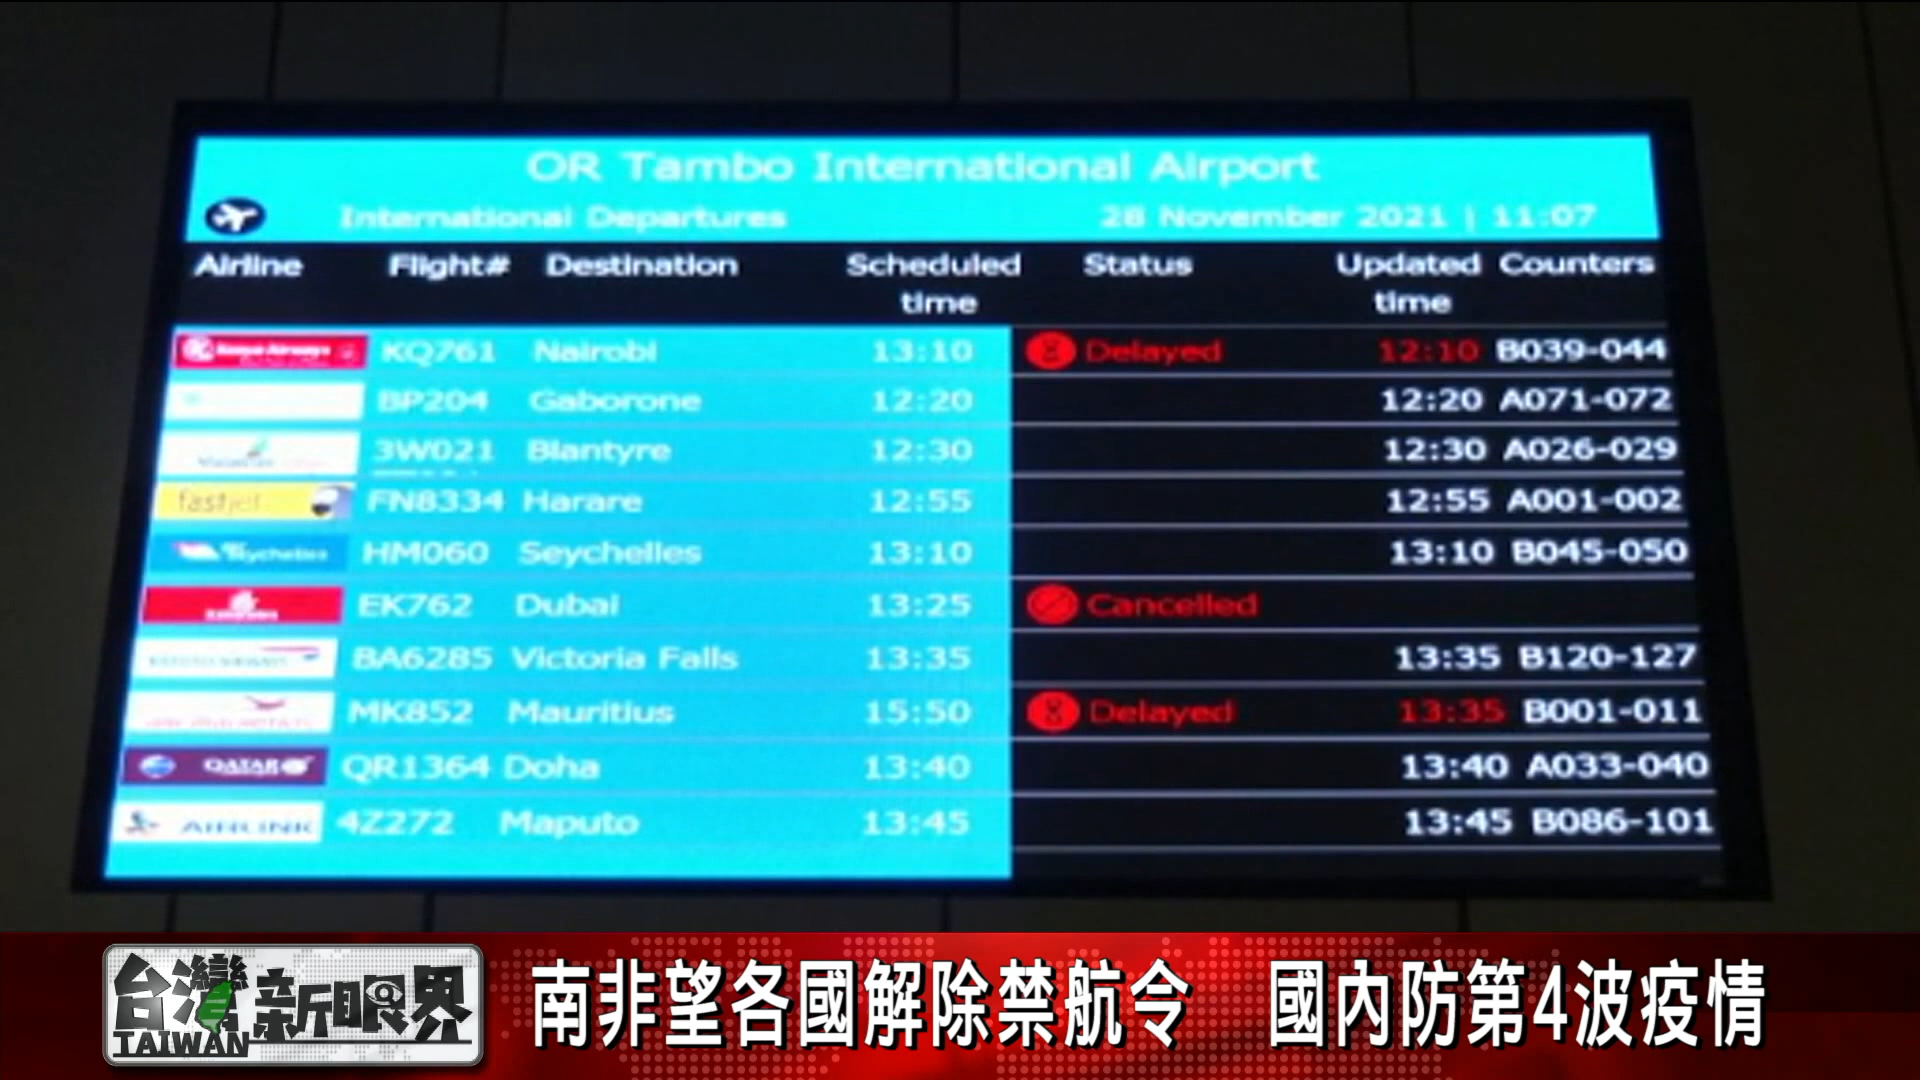 OR Tambo International Airport
International Departures 28 November 2021 | 11:07
Airline Flight# Destination Scheduled time Status Updated time Counters
Kenya Airways KQ761 Nairobi 13:10 Delayed 12:10 B039-044
BP204 Gaborone 12:20 12:20 A071-072
3W021 Blantyre 12:30 12:30 A026-029
fastjet FN8334 Harare 12:55 12:55 A001-002
Seychelles HM060 Seychelles 13:10 13:10 B045-050
Emirates EK762 Dubai 13:25 Cancelled
BA6285 Victoria Falls 13:35 13:35 B120-127
MK852 Mauritius 15:50 Delayed 13:35 B001-011
QATAR QR1364 Doha 13:40 13:40 A033-040
AIRLINK 4Z272 Maputo 13:45 13:45 B086-101
台灣新眼界
TAIWAN
南非望各國解除禁航令 國內防第4波疫情